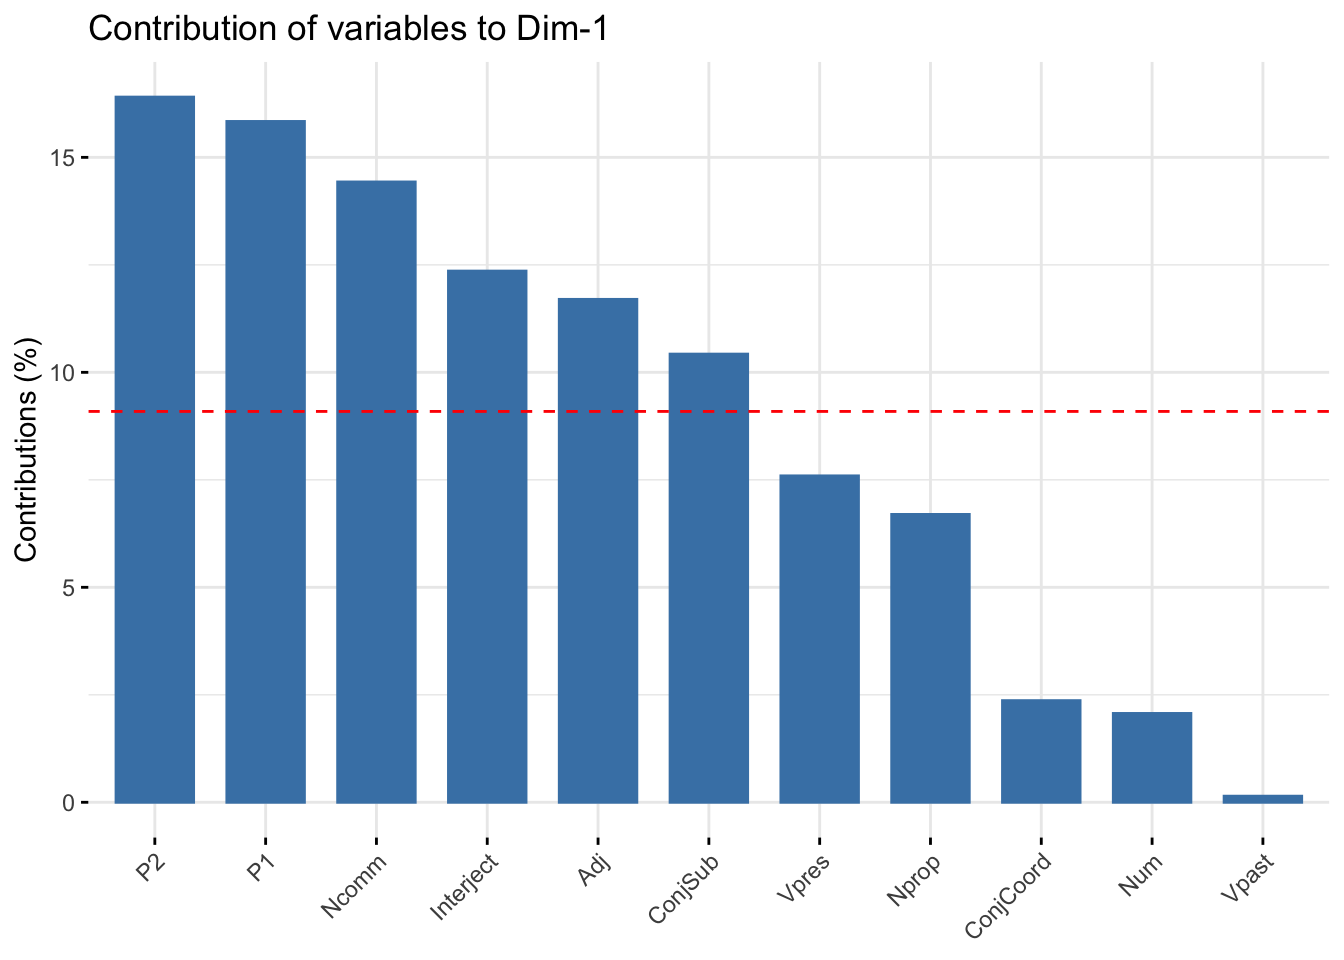 Contribution of variables to Dim-1
Contributions (%)
15
10
5
0
P2
P1
Ncomm
Interject
Adj
ConjSub
Vpres
Nprop
ConjCoord
Num
Vpast